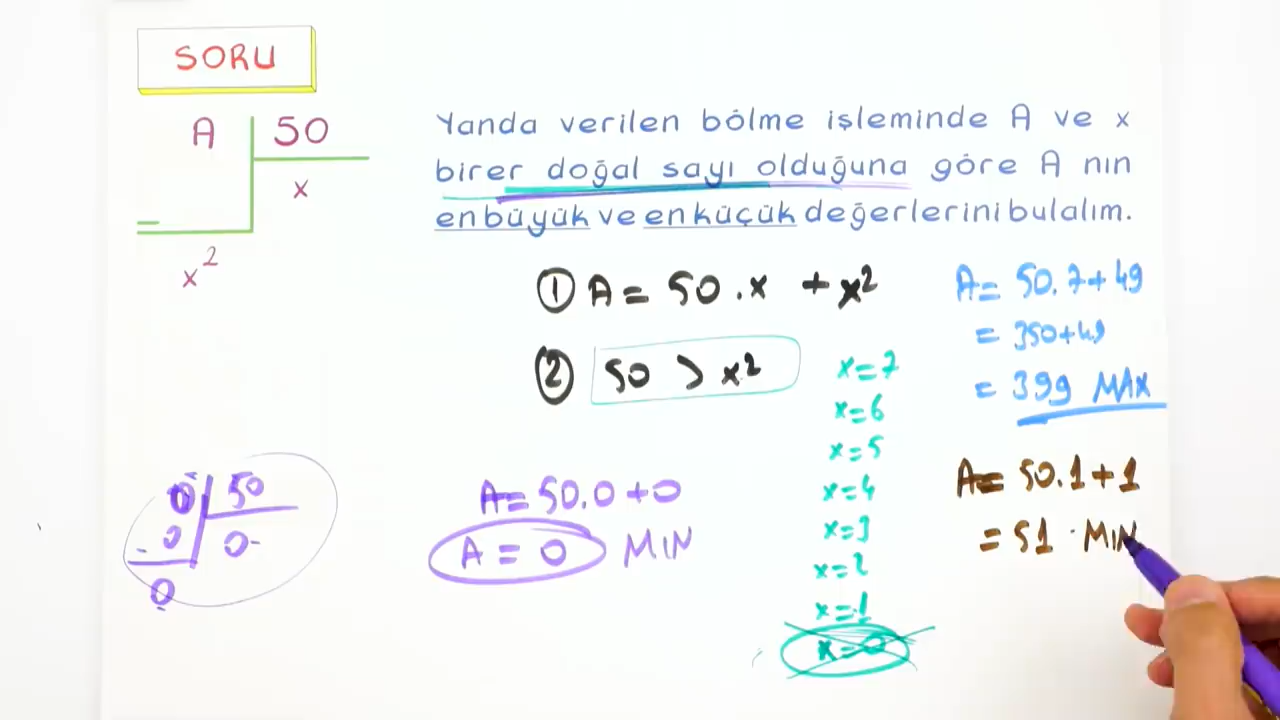 SORU
A 50
x
x²
Yanda verilen bölme işleminde A ve x
birer doğal sayı olduğuna göre A nın
en büyük ve en küçük değerlerini bulalım.
① A = 50 . x + x²
② 50 > x²
x=7
x=6
x=5
x=4
x=3
x=2
x=1
x=0
A= 50.7+49
= 350+49
= 399 MAX
A= 50.1+1
= 51 . MIN
A= 50.0+0
A = 0 MIN
0 50
- 0 0
0